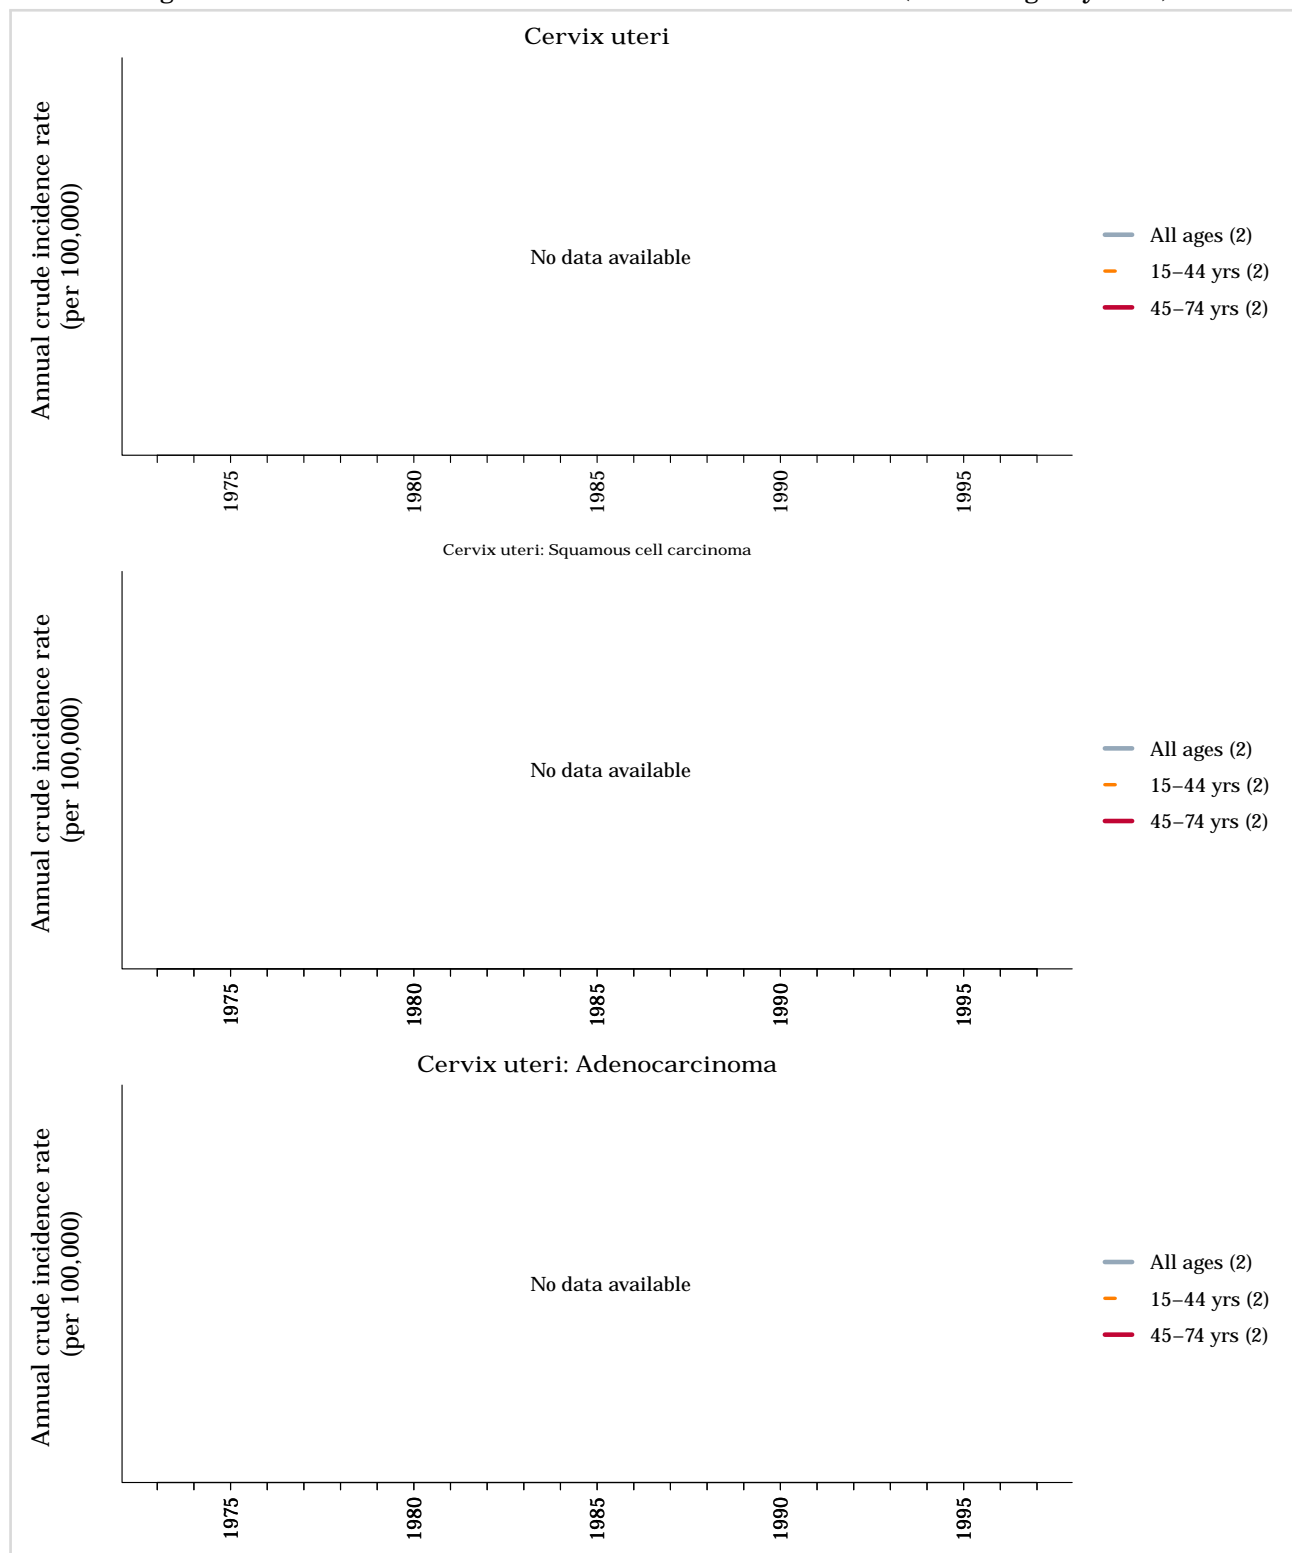 Cervix uteri
Annual crude incidence rate
(per 100,000)
No data available
All ages (2)
15–44 yrs (2)
45–74 yrs (2)
1975
1980
1985
1990
1995
Cervix uteri: Squamous cell carcinoma
Annual crude incidence rate
(per 100,000)
No data available
All ages (2)
15–44 yrs (2)
45–74 yrs (2)
1975
1980
1985
1990
1995
Cervix uteri: Adenocarcinoma
Annual crude incidence rate
(per 100,000)
No data available
All ages (2)
15–44 yrs (2)
45–74 yrs (2)
1975
1980
1985
1990
1995